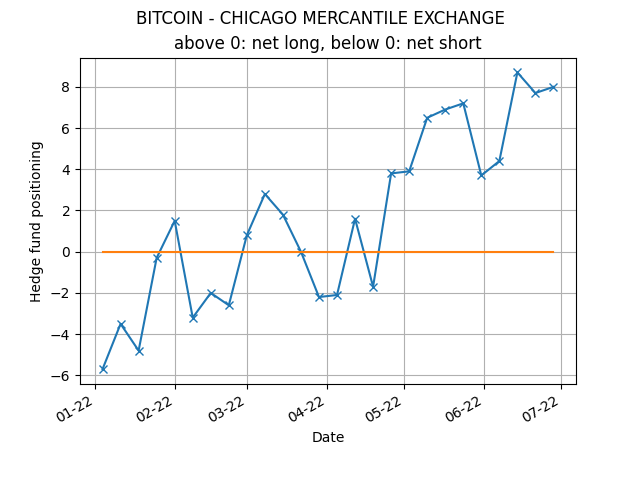 BITCOIN - CHICAGO MERCANTILE EXCHANGE
above 0: net long, below 0: net short
Hedge fund positioning
8
6
4
2
0
−2
−4
−6
01-22 02-22 03-22 04-22 05-22 06-22 07-22
Date